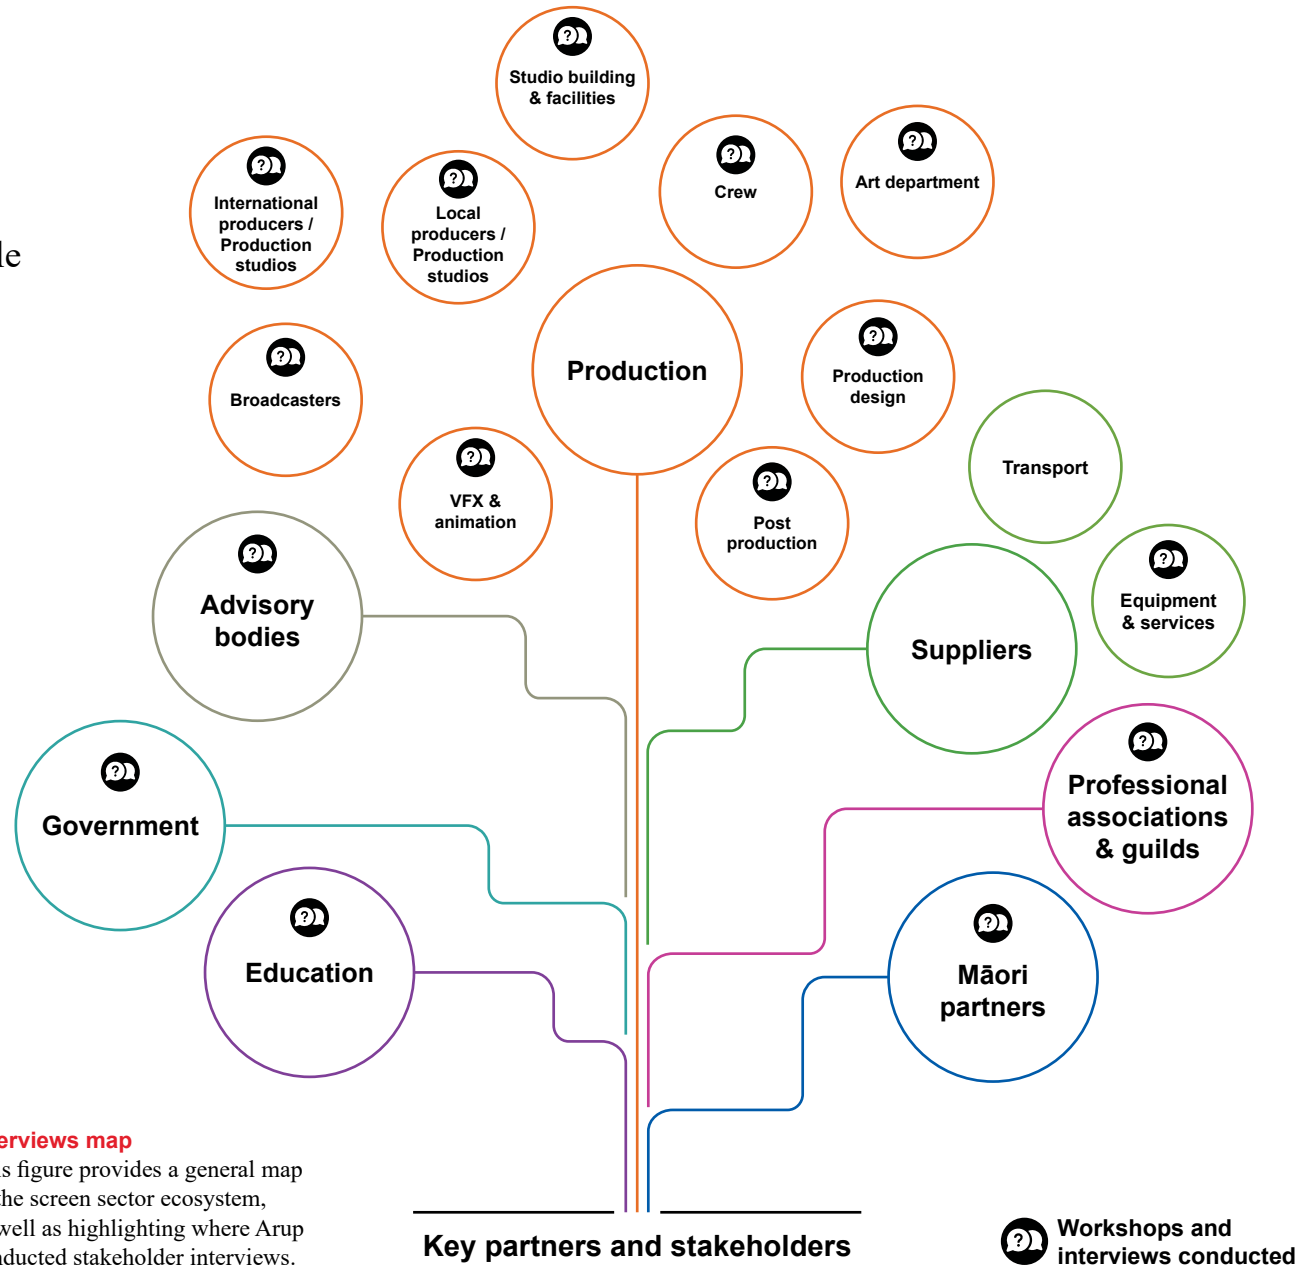 Studio building
& facilities
Crew
Art department
International
producers /
Production
studios
Local
producers /
Production
studios
Production
Production
design
Broadcasters
VFX &
animation
Post
production
Transport
Equipment
& services
Advisory
bodies
Suppliers
Government
Professional
associations
& guilds
Education
Māori
partners
erviews map
s figure provides a general map
the screen sector ecosystem,
well as highlighting where Arup
nducted stakeholder interviews.
Key partners and stakeholders
Workshops and
interviews conducted